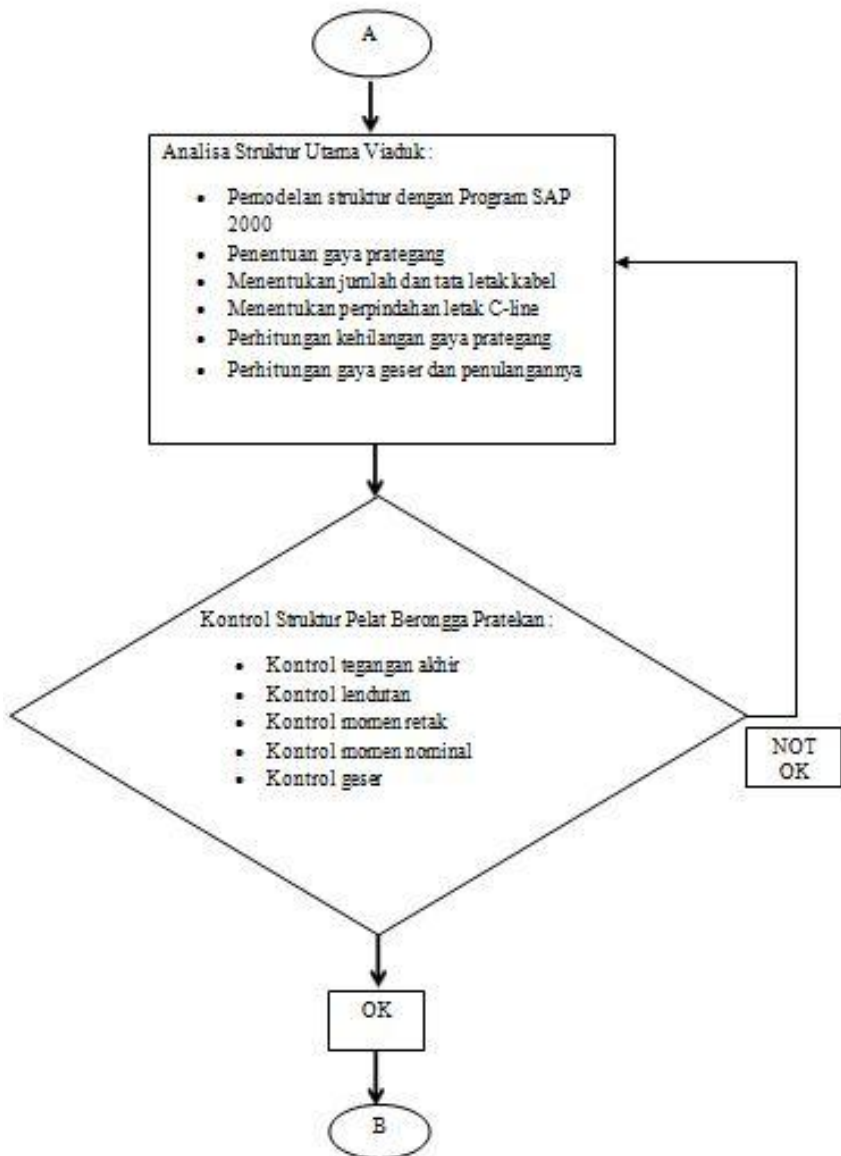 A
Analisa Struktur Utama Viaduk :
• Pemodelan struktur dengan Program SAP
2000
• Penentuan gaya prategang
• Menentukan jumlah dan tata letak kabel
• Menentukan perpindahan letak C-line
• Perhitungan kehilangan gaya prategang
• Perhitungan gaya geser dan penulangannya
Kontrol Struktur Pelat Berongga Pratekan :
• Kontrol tegangan akhir
• Kontrol lendutan
• Kontrol momen retak
• Kontrol momen nominal
• Kontrol geser
NOT
OK
OK
B